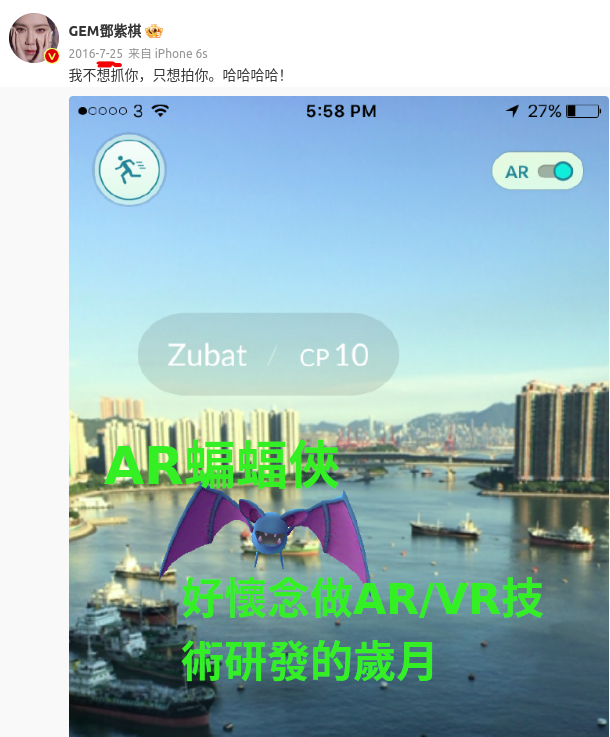 GEM鄧紫棋
2016-7-25 来自 iPhone 6s
我不想抓你，只想拍你。哈哈哈哈！
3 5:58 PM 27%
AR
Zubat / CP10
AR蝙蝠俠
好懷念做AR/VR技
術研發的歲月